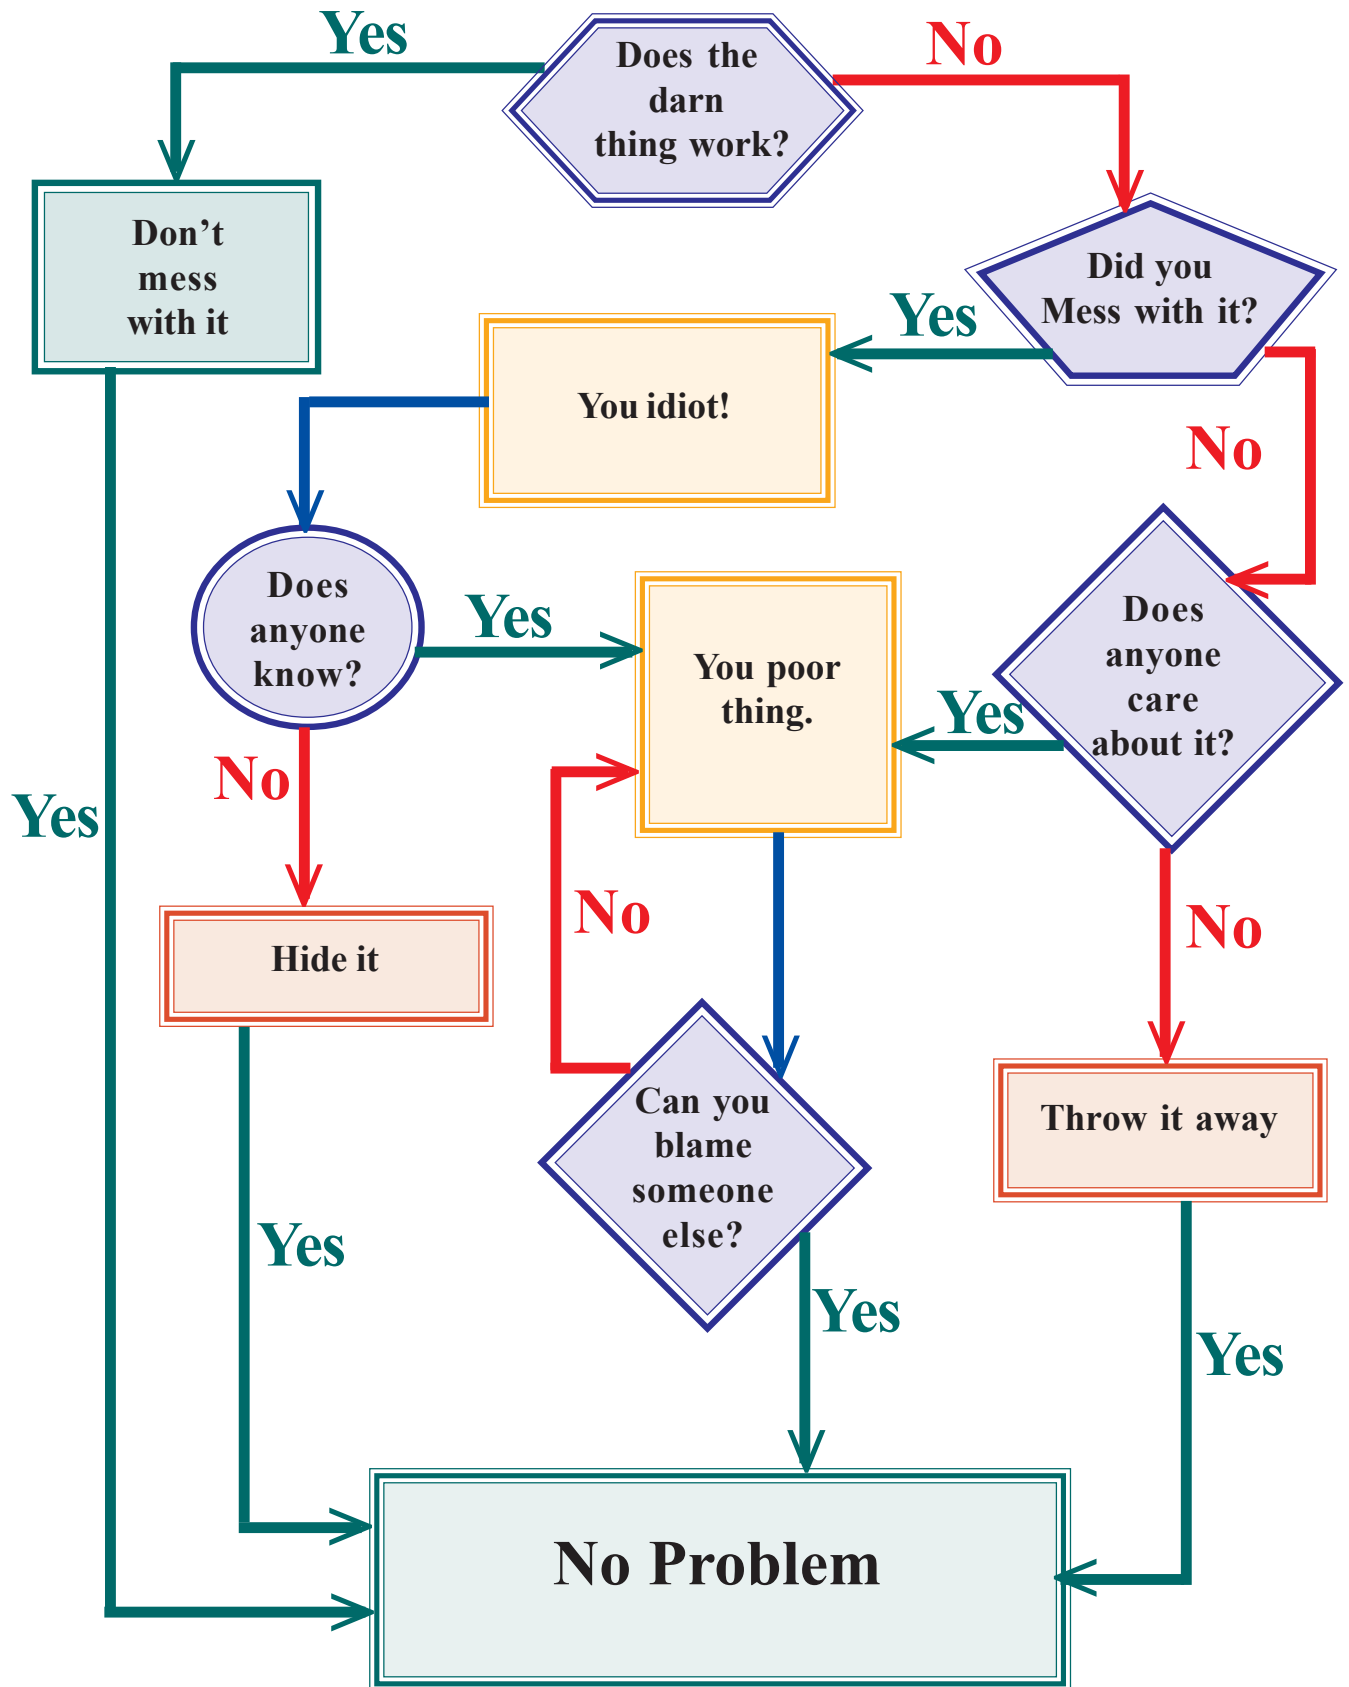 Yes
Does the
darn
thing work?
No
Don’t
mess
with it
Did you
Mess with it?
Yes
You idiot!
No
Does
anyone
know?
Yes
You poor
thing.
Does
anyone
care
about it?
Yes
No
Yes
No
No
Hide it
Can you
blame
someone
else?
Throw it away
Yes
Yes
Yes
No Problem